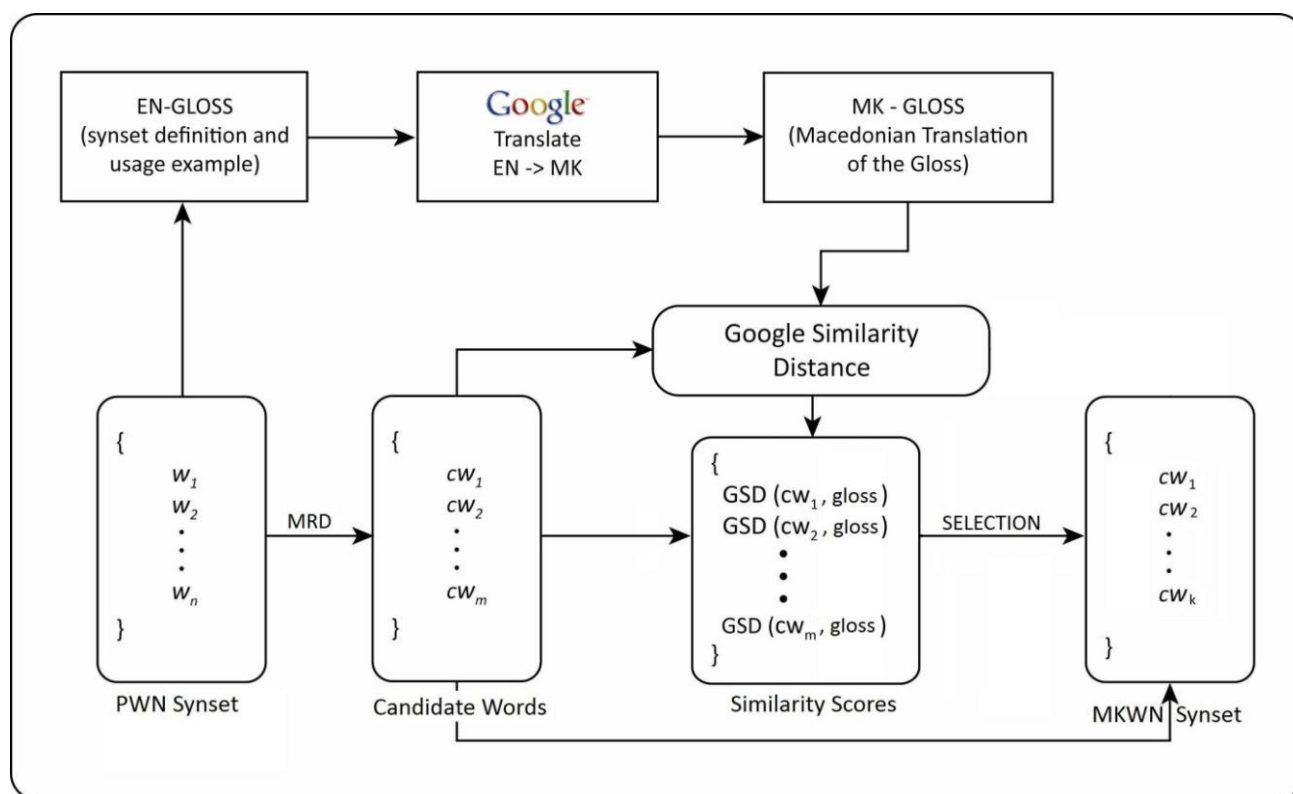 EN-GLOSS
(synset definition and
usage example)
Google
Translate
EN -> MK
MK - GLOSS
(Macedonian Translation
of the Gloss)
Google Similarity
Distance
{
w1
w2
wn
}
PWN Synset
MRD
{
cw1
cw2
cwm
}
Candidate Words
{
GSD (cw1, gloss)
GSD (cw2, gloss)
GSD (cwm, gloss)
}
Similarity Scores
SELECTION
{
cw1
cw2
cwk
}
MKWN Synset